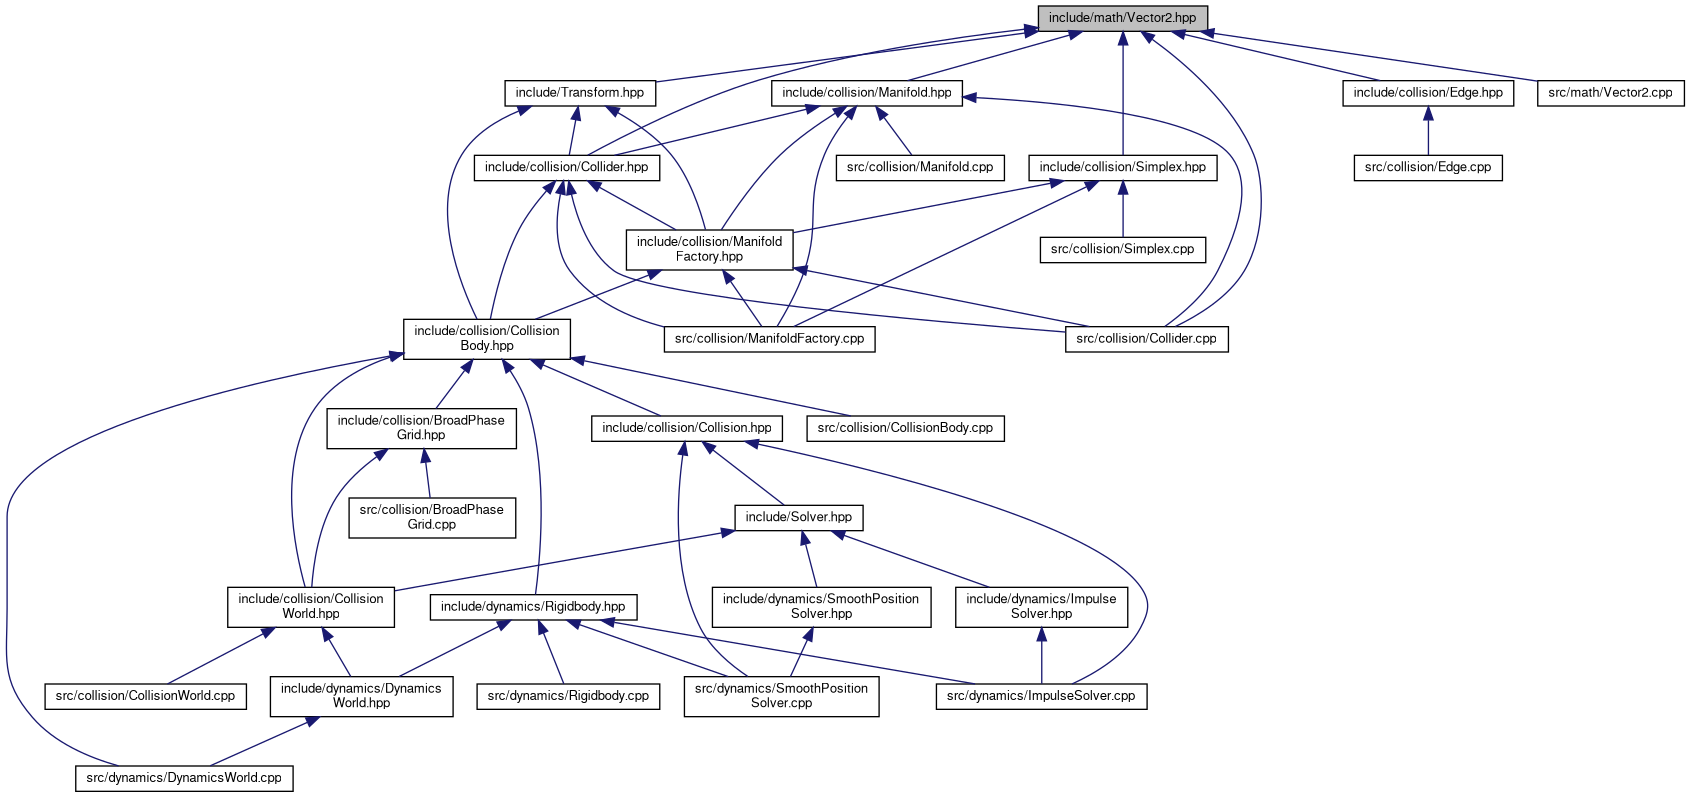 include/math/Vector2.hpp
include/Transform.hpp
include/collision/Manifold.hpp
include/collision/Edge.hpp
src/math/Vector2.cpp
include/collision/Collider.hpp
src/collision/Manifold.cpp
include/collision/Simplex.hpp
src/collision/Edge.cpp
include/collision/Manifold
Factory.hpp
src/collision/Simplex.cpp
include/collision/Collision
Body.hpp
src/collision/ManifoldFactory.cpp
src/collision/Collider.cpp
include/collision/BroadPhase
Grid.hpp
include/collision/Collision.hpp
src/collision/CollisionBody.cpp
src/collision/BroadPhase
Grid.cpp
include/Solver.hpp
include/collision/Collision
World.hpp
include/dynamics/Rigidbody.hpp
include/dynamics/SmoothPosition
Solver.hpp
include/dynamics/Impulse
Solver.hpp
src/collision/CollisionWorld.cpp
include/dynamics/Dynamics
World.hpp
src/dynamics/Rigidbody.cpp
src/dynamics/SmoothPosition
Solver.cpp
src/dynamics/ImpulseSolver.cpp
src/dynamics/DynamicsWorld.cpp